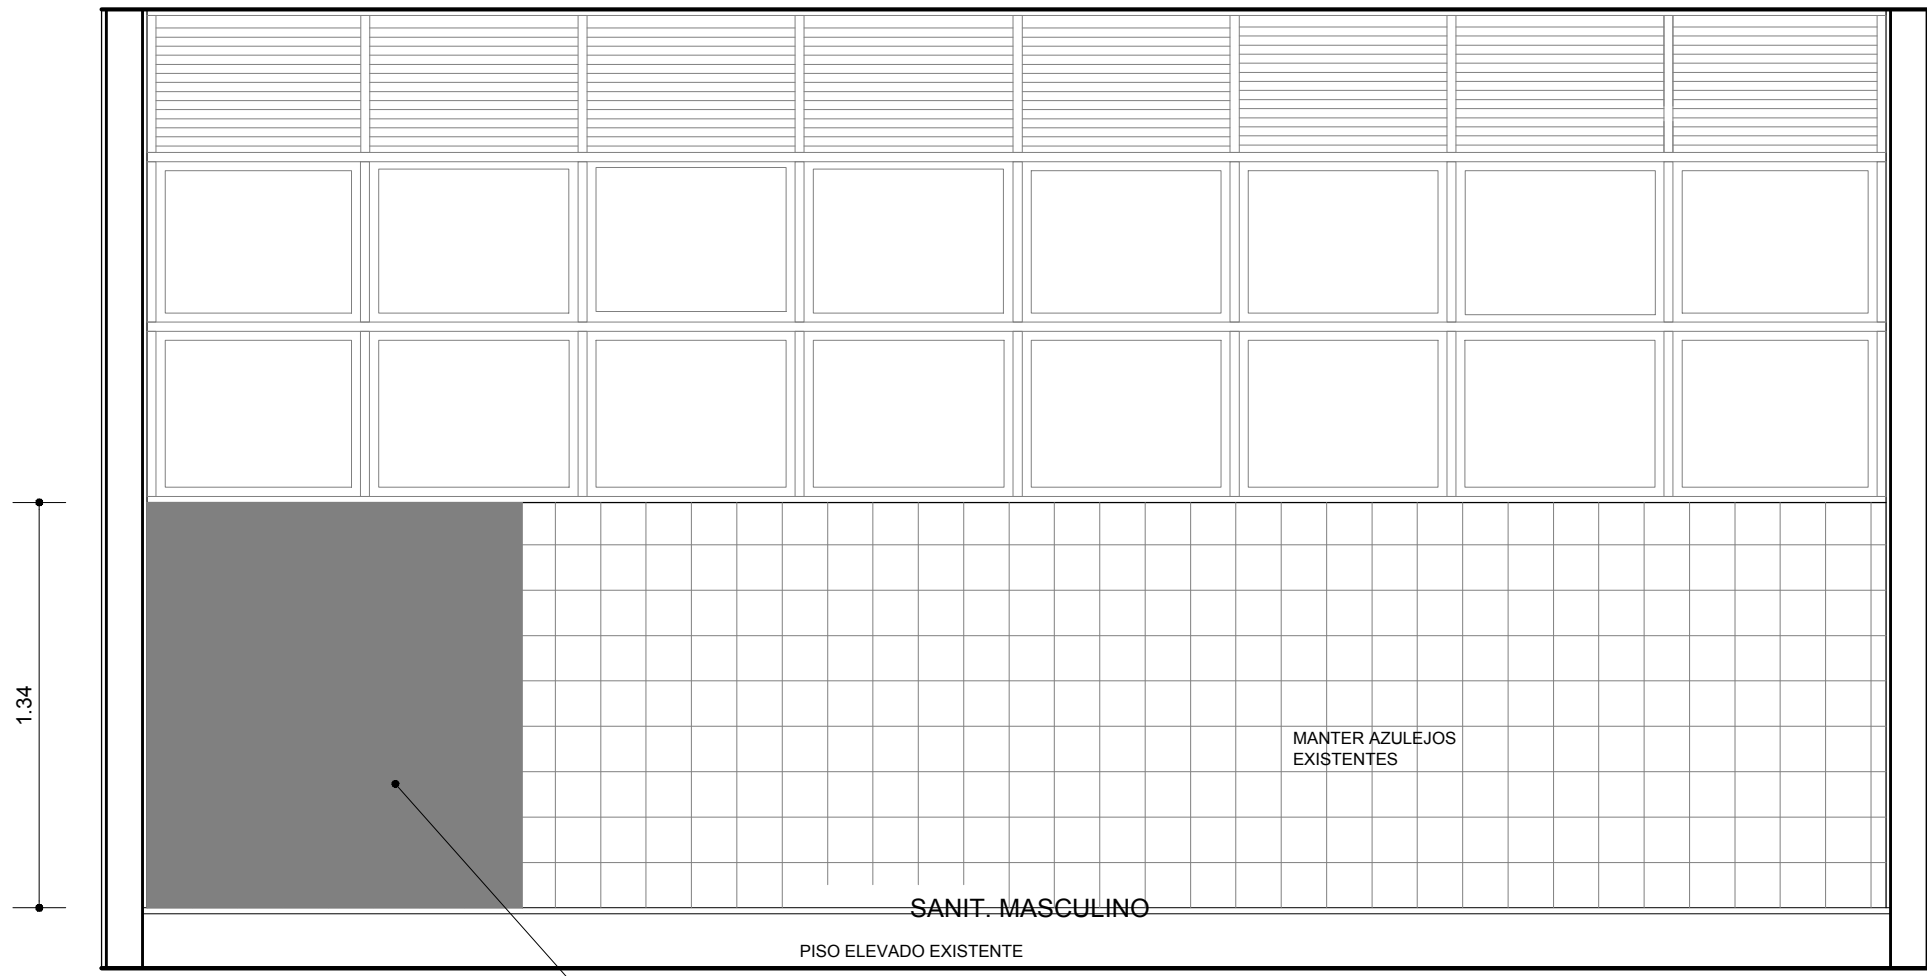 1.34
MANTER AZULEJOS
EXISTENTES
SANIT. MASCULINO
PISO ELEVADO EXISTENTE